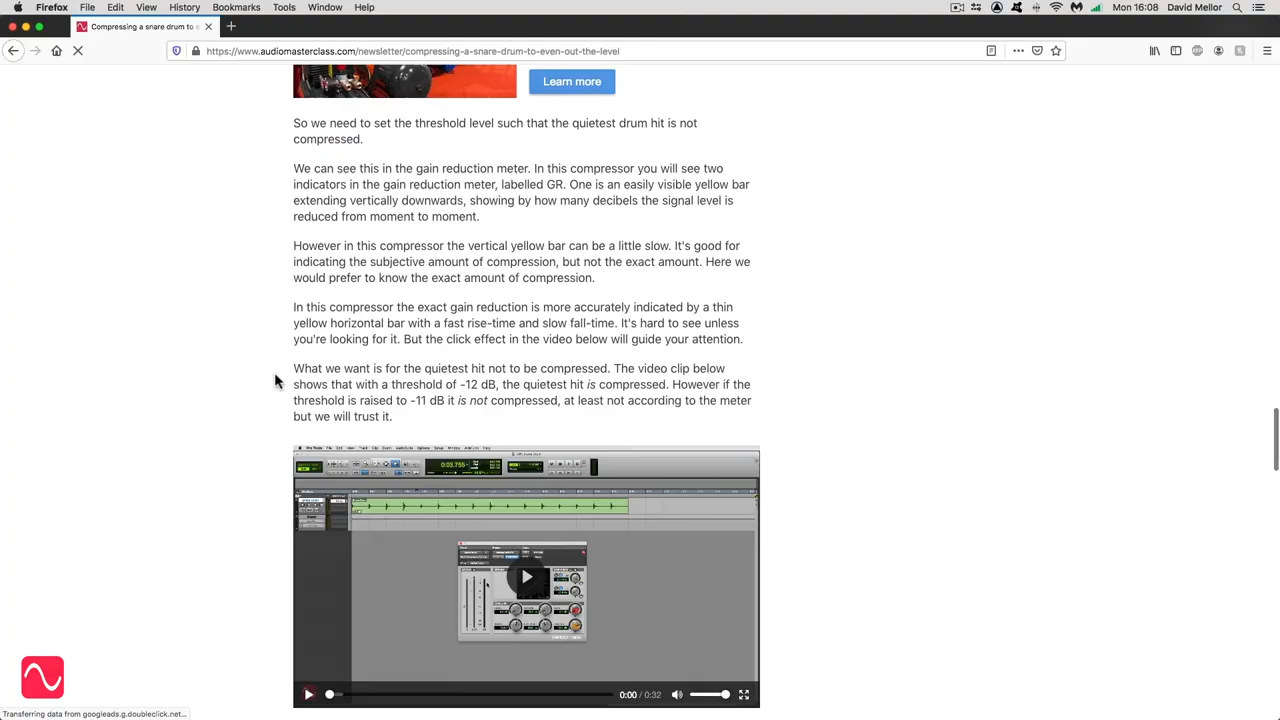 Firefox File Edit View History Bookmarks Tools Window Help
Mon 16:08 David Mellor
Compressing a snare drum to e
https://www.audiomasterclass.com/newsletter/compressing-a-snare-drum-to-even-out-the-level
Learn more
So we need to set the threshold level such that the quietest drum hit is not
compressed.
We can see this in the gain reduction meter. In this compressor you will see two
indicators in the gain reduction meter, labelled GR. One is an easily visible yellow bar
extending vertically downwards, showing by how many decibels the signal level is
reduced from moment to moment.
However in this compressor the vertical yellow bar can be a little slow. It's good for
indicating the subjective amount of compression, but not the exact amount. Here we
would prefer to know the exact amount of compression.
In this compressor the exact gain reduction is more accurately indicated by a thin
yellow horizontal bar with a fast rise-time and slow fall-time. It's hard to see unless
you're looking for it. But the click effect in the video below will guide your attention.
What we want is for the quietest hit not to be compressed. The video clip below
shows that with a threshold of -12 dB, the quietest hit is compressed. However if the
threshold is raised to -11 dB it is not compressed, at least not according to the meter
but we will trust it.
0:03.755
0:00 / 0:32
Transferring data from googleads.g.doubleclick.net...